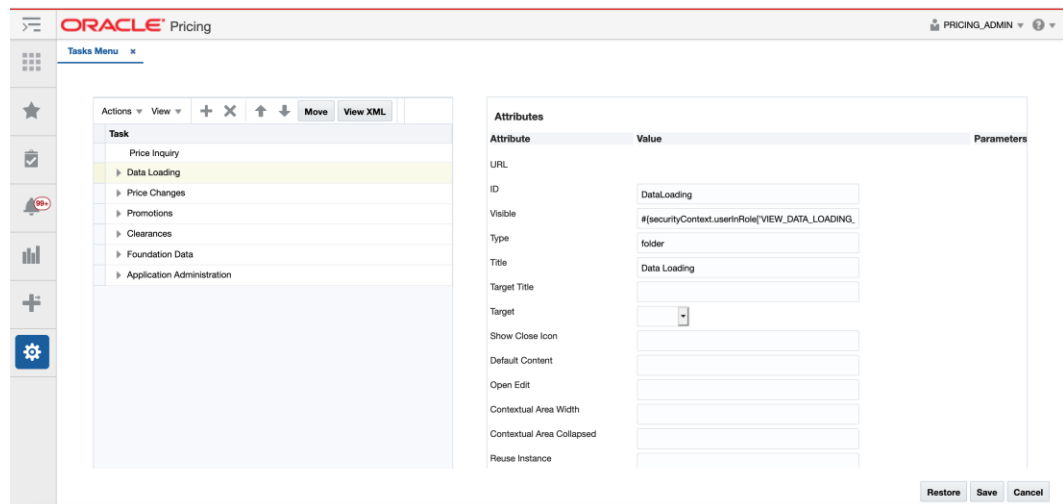 ORACLE Pricing
PRICING_ADMIN
Tasks Menu x
Actions View Move View XML
Task
Price Inquiry
Data Loading
Price Changes
Promotions
Clearances
Foundation Data
Application Administration
99+
Attributes
Attribute Value Parameters
URL
ID DataLoading
Visible #{securityContext.userInRole['VIEW_DATA_LOADING_
Type folder
Title Data Loading
Target Title
Target
Show Close Icon
Default Content
Open Edit
Contextual Area Width
Contextual Area Collapsed
Reuse Instance
Restore Save Cancel